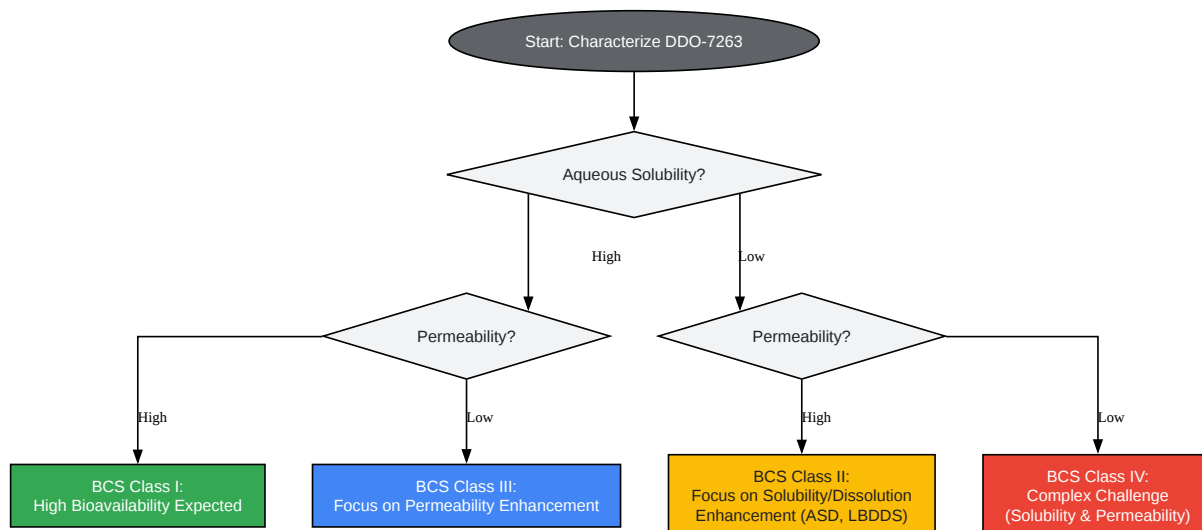 Start: Characterize DDO-7263
Aqueous Solubility?
High
Low
Permeability?
Permeability?
High
Low
High
Low
BCS Class I:
High Bioavailability Expected
BCS Class III:
Focus on Permeability Enhancement
BCS Class II:
Focus on Solubility/Dissolution
Enhancement (ASD, LBDDS)
BCS Class IV:
Complex Challenge
(Solubility & Permeability)